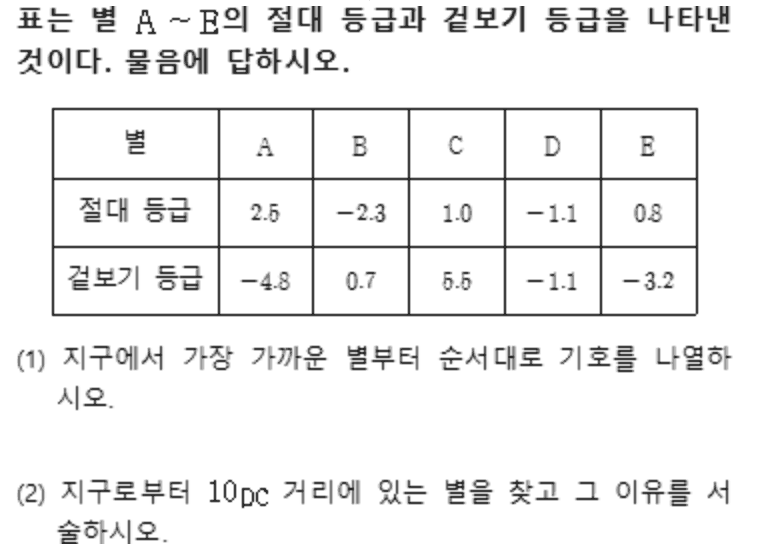 표는 별 A ~ E의 절대 등급과 겉보기 등급을 나타낸
것이다. 물음에 답하시오.
별 A B C D E
절대 등급 2.5 −2.3 1.0 −1.1 0.8
겉보기 등급 −4.8 0.7 5.5 −1.1 −3.2
(1) 지구에서 가장 가까운 별부터 순서대로 기호를 나열하
시오.
(2) 지구로부터 10pc 거리에 있는 별을 찾고 그 이유를 서
술하시오.